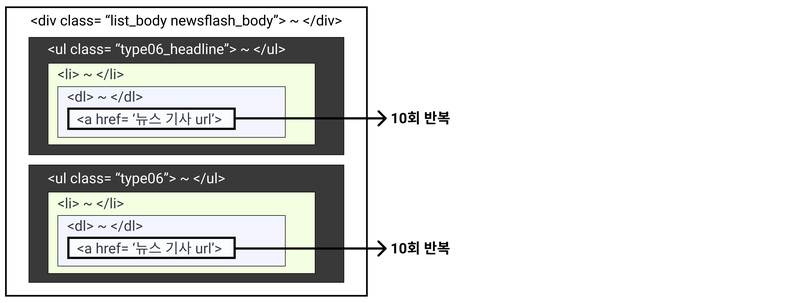 <div class= “list_body newsflash_body”> ~ </div>
<ul class= “type06_headline”> ~ </ul>
<li> ~ </li>
<dl> ~ </dl>
<a href= ‘뉴스 기사 url’>
10회 반복
<ul class= “type06”> ~ </ul>
<li> ~ </li>
<dl> ~ </dl>
<a href= ‘뉴스 기사 url’>
10회 반복